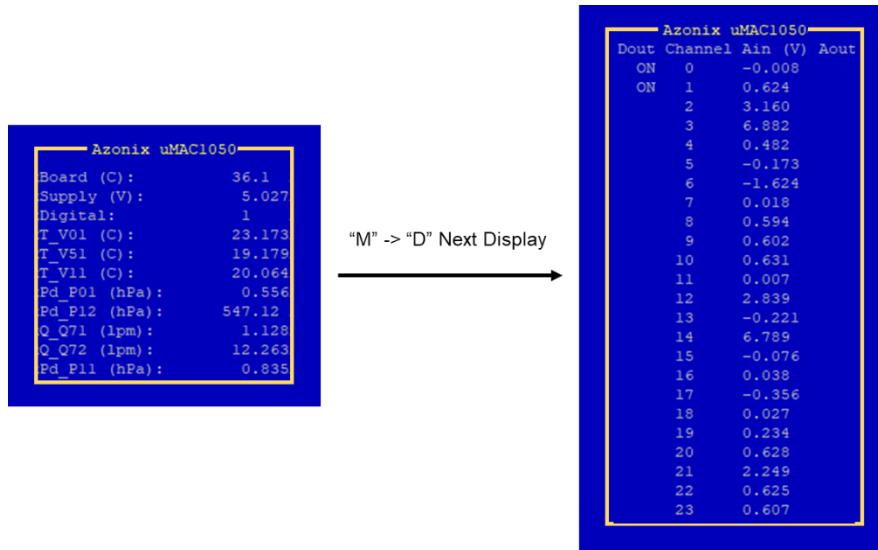 Azonix uMAC1050
Board (C): 36.1
Supply (V): 5.027
Digital: 1
T_V01 (C): 23.173
T_V51 (C): 19.179
T_V11 (C): 20.064
Pd_P01 (hPa): 0.556
Pd_P12 (hPa): 547.12
Q_Q71 (lpm): 1.128
Q_Q72 (lpm): 12.263
Pd_P11 (hPa): 0.835
“M” -> “D” Next Display
Azonix uMAC1050
Dout Channel Ain (V) Aout
ON 0 -0.008
ON 1 0.624
2 3.160
3 6.882
4 0.482
5 -0.173
6 -1.624
7 0.018
8 0.594
9 0.602
10 0.631
11 0.007
12 2.839
13 -0.221
14 6.789
15 -0.076
16 0.038
17 -0.356
18 0.027
19 0.234
20 0.628
21 2.249
22 0.625
23 0.607